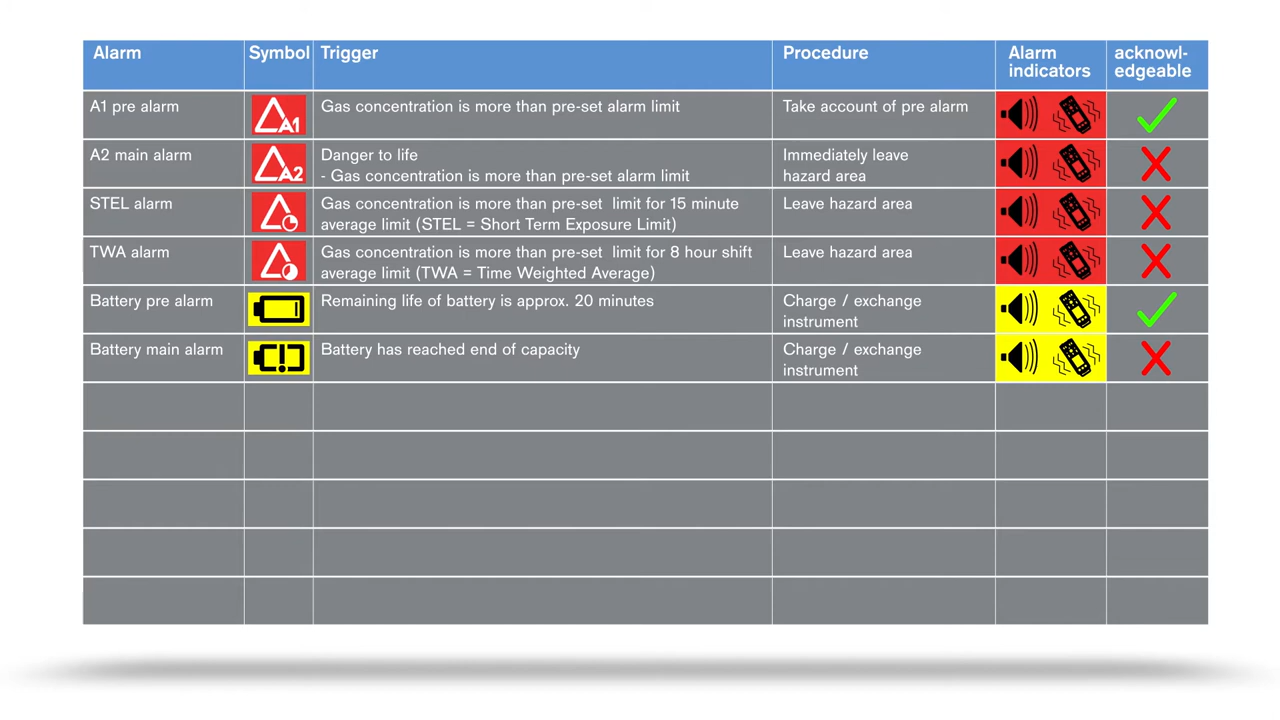 Alarm Symbol Trigger Procedure Alarm indicators acknowl-edgeable
A1 pre alarm A1 Gas concentration is more than pre-set alarm limit Take account of pre alarm
A2 main alarm A2 Danger to life Immediately leave
- Gas concentration is more than pre-set alarm limit hazard area
STEL alarm Gas concentration is more than pre-set limit for 15 minute Leave hazard area
average limit (STEL = Short Term Exposure Limit)
TWA alarm Gas concentration is more than pre-set limit for 8 hour shift Leave hazard area
average limit (TWA = Time Weighted Average)
Battery pre alarm Remaining life of battery is approx. 20 minutes Charge / exchange
instrument
Battery main alarm Battery has reached end of capacity Charge / exchange
instrument